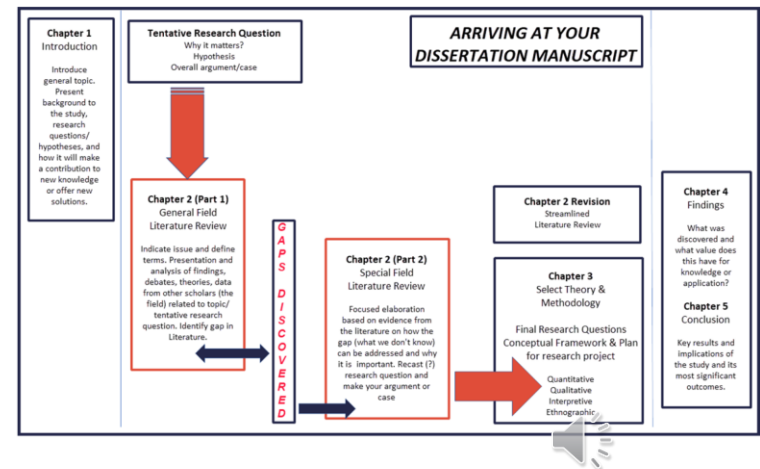 ARRIVING AT YOUR
DISSERTATION MANUSCRIPT
Chapter 1
Introduction
Introduce
general topic.
Present
background to
the study,
research
questions/
hypotheses, and
how it will make
a contribution to
new knowledge
or offer new
solutions.
Tentative Research Question
Why it matters?
Hypothesis
Overall argument/case
Chapter 2 (Part 1)
General Field
Literature Review
Indicate issue and define
terms. Presentation and
analysis of findings,
debates, theories, data
from other scholars (the
field) related to topic/
tentative research
question. Identify gap in
Literature.
GAPS DISCOVERED
Chapter 2 (Part 2)
Special Field
Literature Review
Focused elaboration
based on evidence from
the literature on how the
gap (what we don't know)
can be addressed and why
it is important. Recast (?)
research question and
make your argument or
case
Chapter 2 Revision
Streamlined
Literature Review
Chapter 3
Select Theory &
Methodology
Final Research Questions
Conceptual Framework & Plan
for research project
Quantitative
Qualitative
Interpretive
Ethnographic
Chapter 4
Findings
What was
discovered and
what value does
this have for
knowledge or
application?
Chapter 5
Conclusion
Key results and
implications of
the study and its
most significant
outcomes.